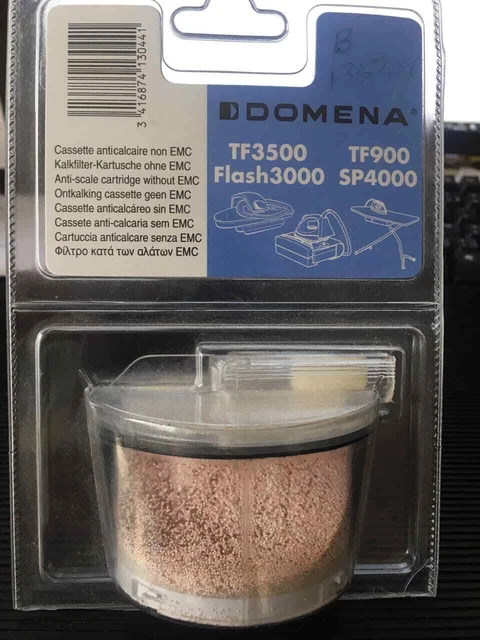 3 416874 130441
B
DOMENA®
TF3500 TF900
Flash3000 SP4000
Cassette anticalcaire non EMC
Kalkfilter-Kartusche ohne EMC
Anti-scale cartridge without EMC
Ontkalking cassette geen EMC
Cassette anticalcáreo sin EMC
Cassete anti-calcaria sem EMC
Cartuccia anticalcare senza EMC
Φίλτρο κατά των αλάτων EMC